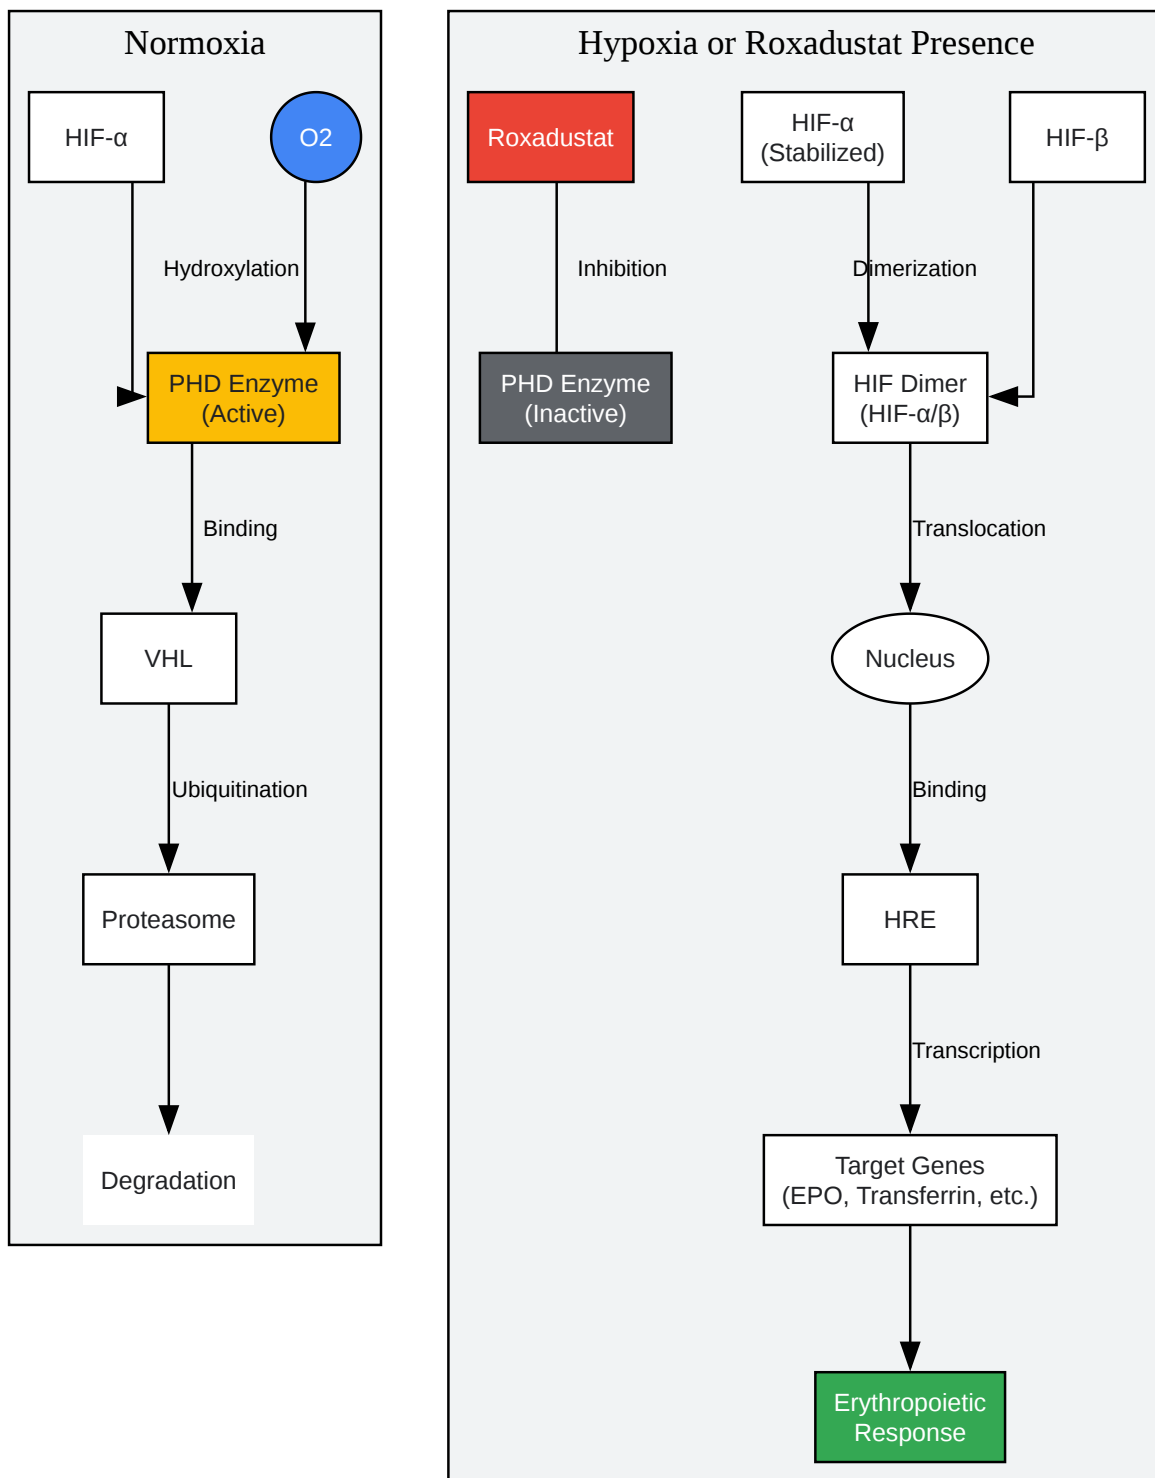 Normoxia
HIF-α
O2
Hydroxylation
PHD Enzyme
(Active)
Binding
VHL
Ubiquitination
Proteasome
Degradation
Hypoxia or Roxadustat Presence
Roxadustat
HIF-α
(Stabilized)
HIF-β
Inhibition
Dimerization
PHD Enzyme
(Inactive)
HIF Dimer
(HIF-α/β)
Translocation
Nucleus
Binding
HRE
Transcription
Target Genes
(EPO, Transferrin, etc.)
Erythropoietic
Response